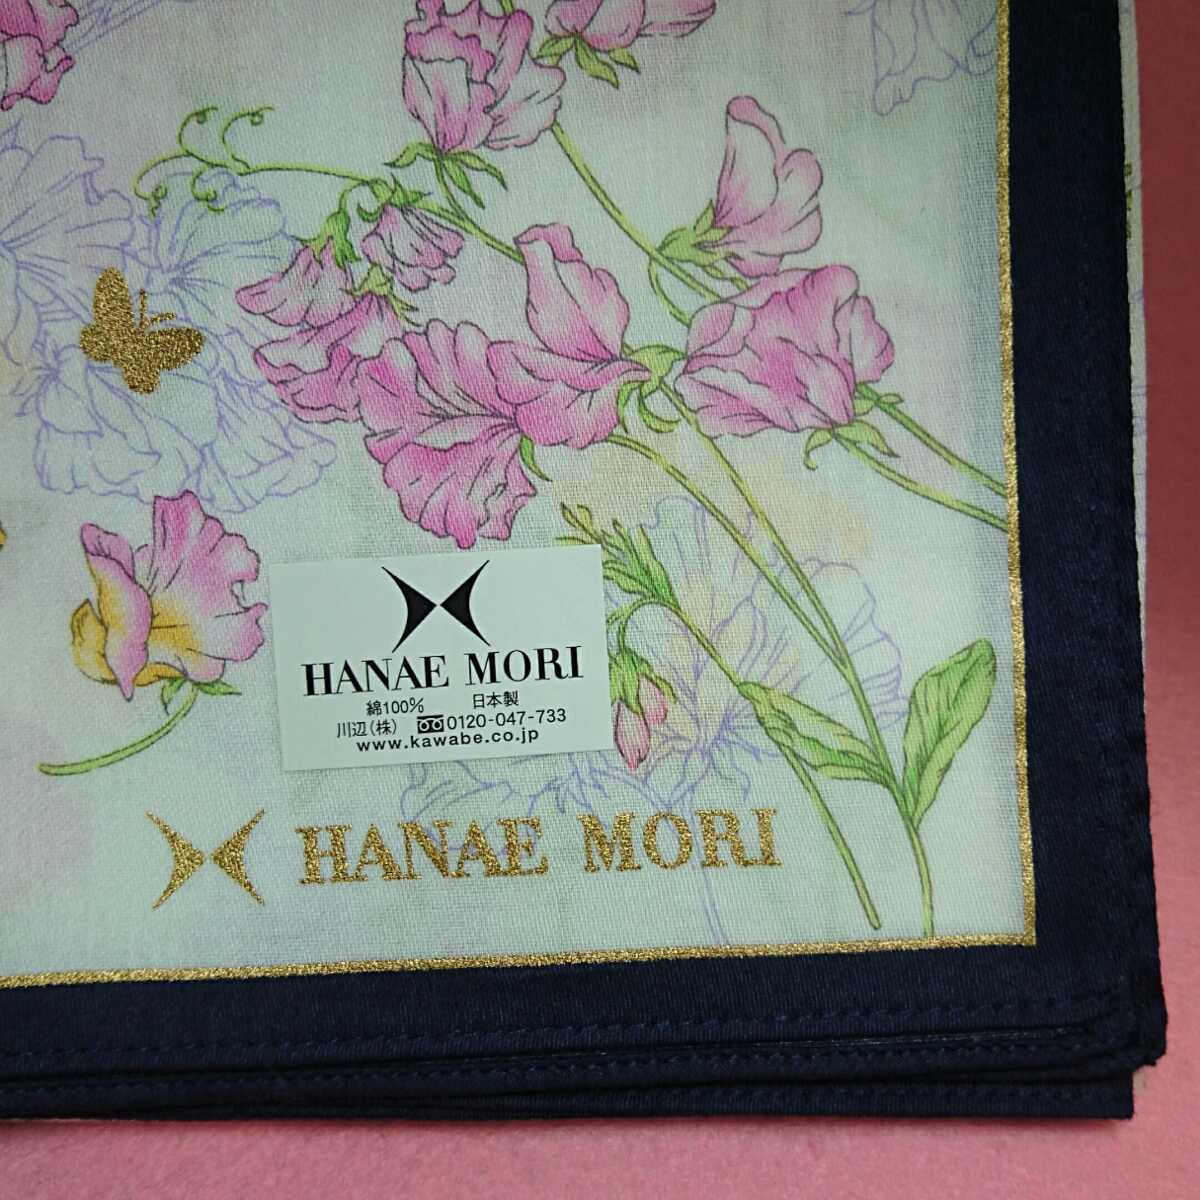 HANAE MORI
綿100% 日本製
川辺(株) 0120-047-733
www.kawabe.co.jp
HANAE MORI